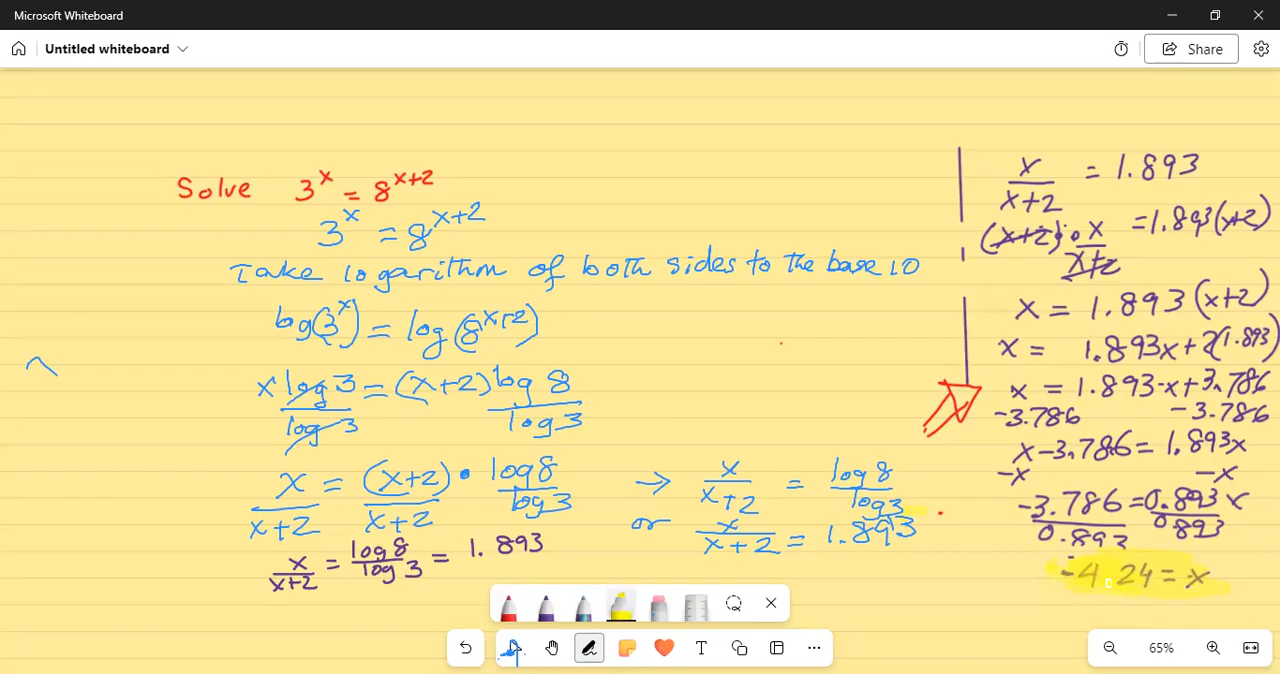 Microsoft Whiteboard
Untitled whiteboard
Share
Solve 3^x = 8^(x+2)
3^x = 8^(x+2)
Take logarithm of both sides to the base 10
log(3^x) = log(8^(x+2))
x log 3 / log 3 = (x+2) log 8 / log 3
x / x+2 = (x+2) / x+2 • log 8 / log 3 → x / x+2 = log 8 / log 3
or x / x+2 = 1.893
x / x+2 = log 8 / log 3 = 1.893
x / x+2 = 1.893
(x+2) • x / x+2 = 1.893(x+2)
x = 1.893(x+2)
x = 1.893x + 2(1.893)
x = 1.893x + 3.786
-3.786 -3.786
x - 3.786 = 1.893x
-x -x
-3.786 / 0.893 = 0.893x / 0.893
-4.24 = x
65%